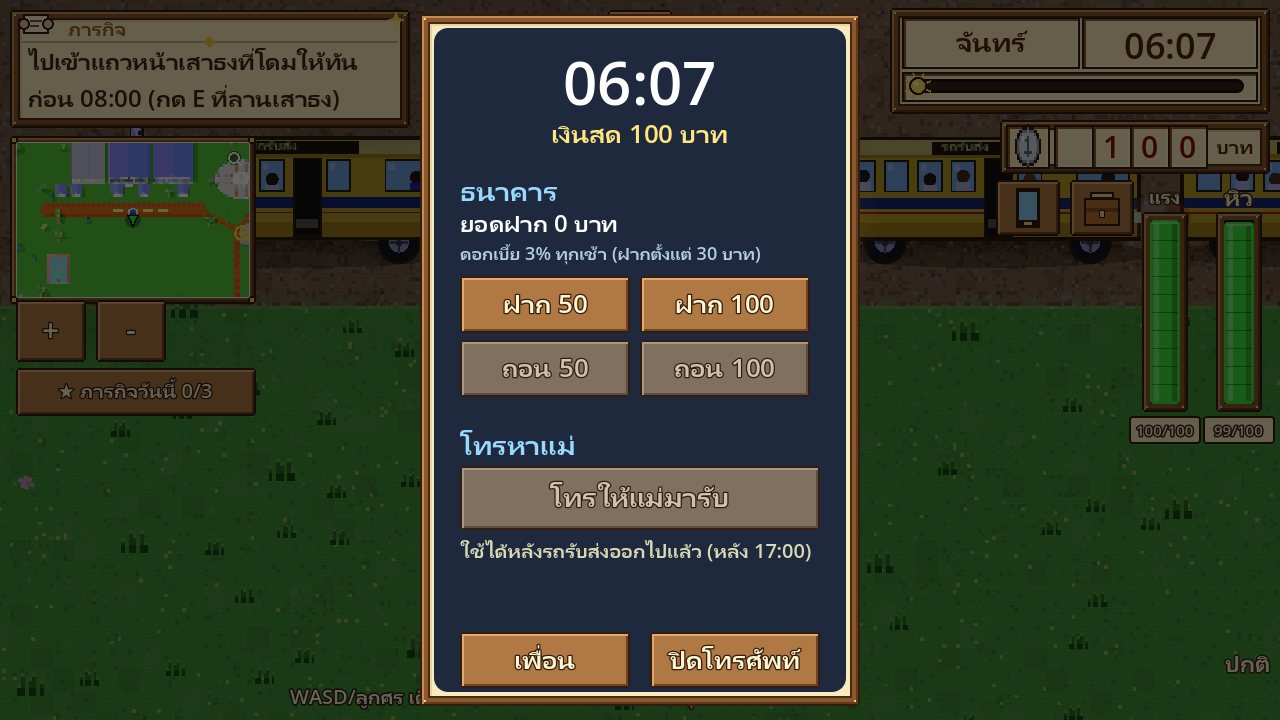 ภารกิจ
ไปเข้าแถวหน้าเสาธงที่โดมให้ทัน
ก่อน 08:00 (กด E ที่ลานเสาธง)
จันทร์
06:07
รถรับส่ง
100 บาท
แรง
หิว
100/100
99/100
+
-
★ ภารกิจวันนี้ 0/3
06:07
เงินสด 100 บาท
ธนาคาร
ยอดฝาก 0 บาท
ดอกเบี้ย 3% ทุกเช้า (ฝากตั้งแต่ 30 บาท)
ฝาก 50
ฝาก 100
ถอน 50
ถอน 100
โทรหาแม่
โทรให้แม่มารับ
ใช้ได้หลังรถรับส่งออกไปแล้ว (หลัง 17:00)
เพื่อน
ปิดโทรศัพท์
ปกติ
WASD/ลูกศร